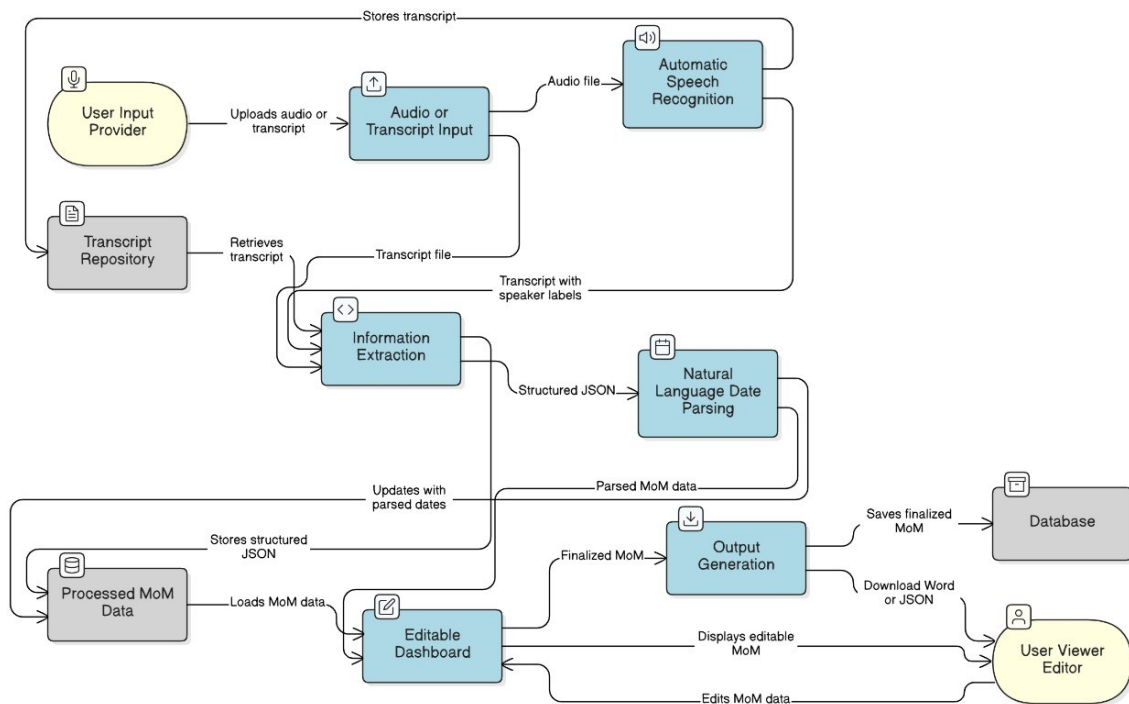 Stores transcript
User Input
Provider
Uploads audio or
transcript
Audio or
Transcript Input
Audio file
Automatic
Speech
Recognition
Transcript
Repository
Retrieves
transcript
Transcript file
Transcript with
speaker labels
Information
Extraction
Structured JSON
Natural
Language Date
Parsing
Updates with
parsed dates
Parsed MoM data
Stores structured
JSON
Processed MoM
Data
Loads MoM data
Editable
Dashboard
Finalized MoM
Output
Generation
Saves finalized
MoM
Database
Download Word
or JSON
Displays editable
MoM
User Viewer
Editor
Edits MoM data